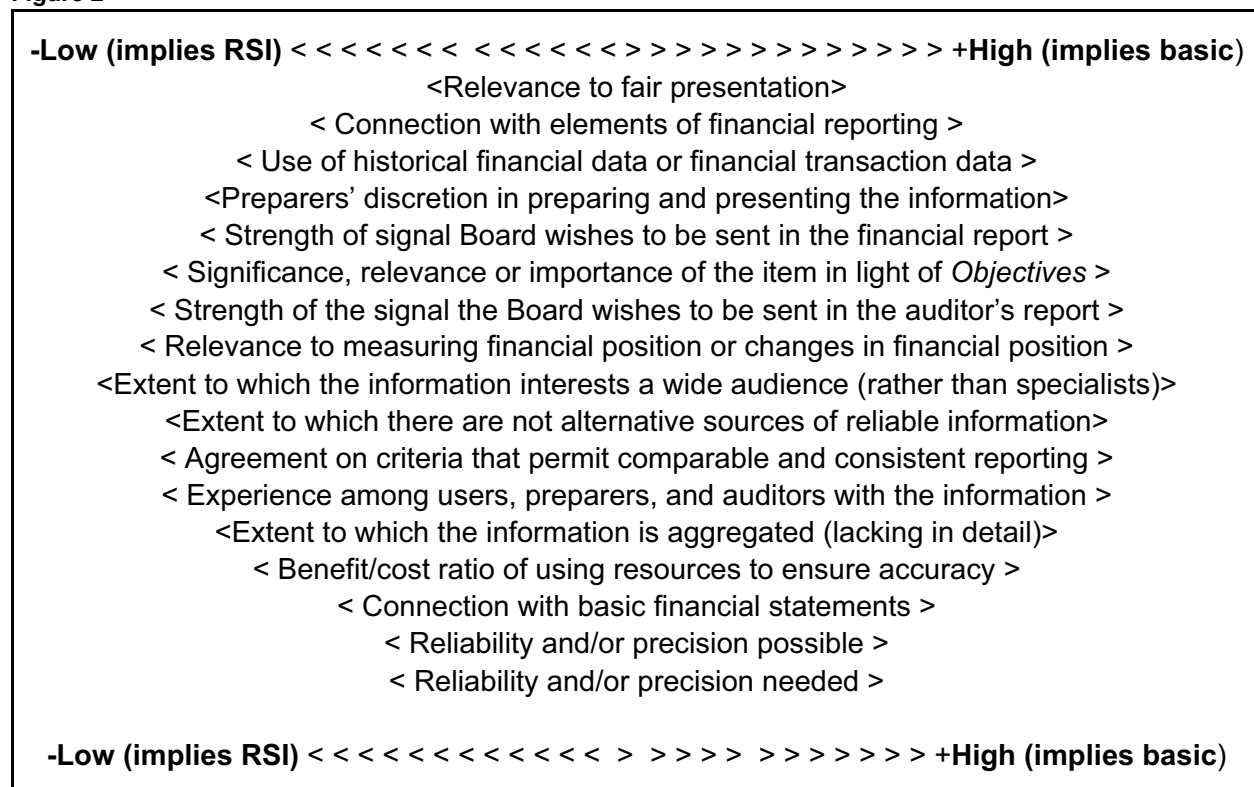 -Low (implies RSI) < < < < < < <  < < < < < < > > > > > > > > > > > > > +High (implies basic)
<Relevance to fair presentation>
< Connection with elements of financial reporting >
< Use of historical financial data or financial transaction data >
<Preparers’ discretion in preparing and presenting the information>
< Strength of signal Board wishes to be sent in the financial report >
< Significance, relevance or importance of the item in light of Objectives >
< Strength of the signal the Board wishes to be sent in the auditor’s report >
< Relevance to measuring financial position or changes in financial position >
<Extent to which the information interests a wide audience (rather than specialists)>
<Extent to which there are not alternative sources of reliable information>
< Agreement on criteria that permit comparable and consistent reporting >
< Experience among users, preparers, and auditors with the information >
<Extent to which the information is aggregated (lacking in detail)>
< Benefit/cost ratio of using resources to ensure accuracy >
< Connection with basic financial statements >
< Reliability and/or precision possible >
< Reliability and/or precision needed >
-Low (implies RSI) < < < < < < < < < < < <  >  > > > >  > > > > > > > +High (implies basic)